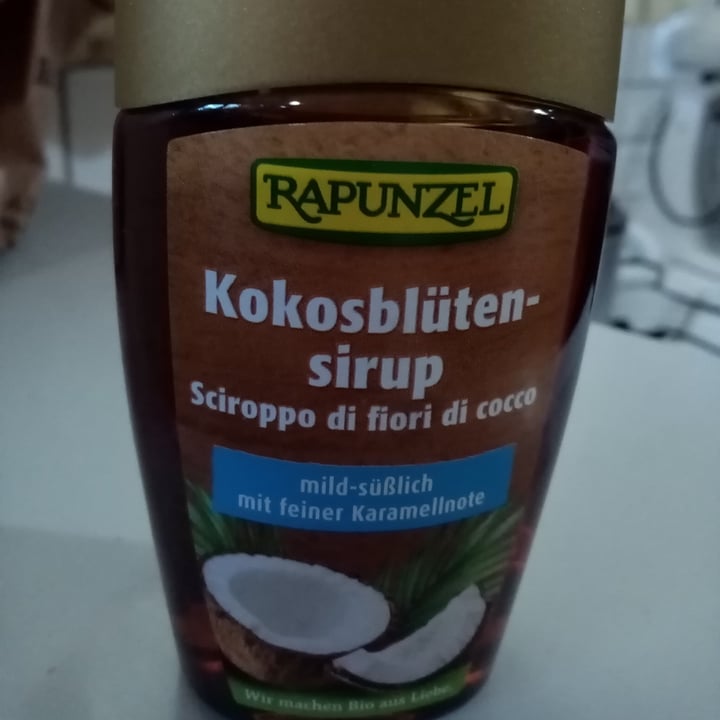 RAPUNZEL
Kokosblüten-
sirup
Sciroppo di fiori di cocco
mild-süßlich
mit feiner Karamellnote
Wir machen Bio aus Liebe.